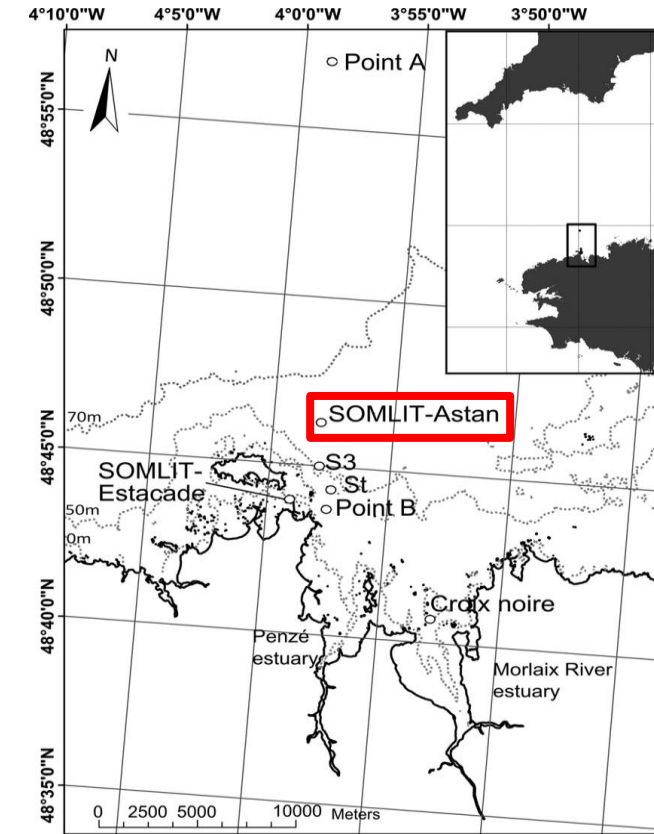 4°10'0"W 4°5'0"W 4°0'0"W 3°55'0"W 3°50'0"W
N
Point A
48°55'0"N
48°50'0"N
70m
SOMLIT-Astan
48°45'0"N
S3
SOMLIT-
Estacade
St
50m
Point B
0m
48°40'0"N
Croix noire
Penzé
estuary
Morlaix River
estuary
48°35'0"N
0 2500 5000 10000 Meters